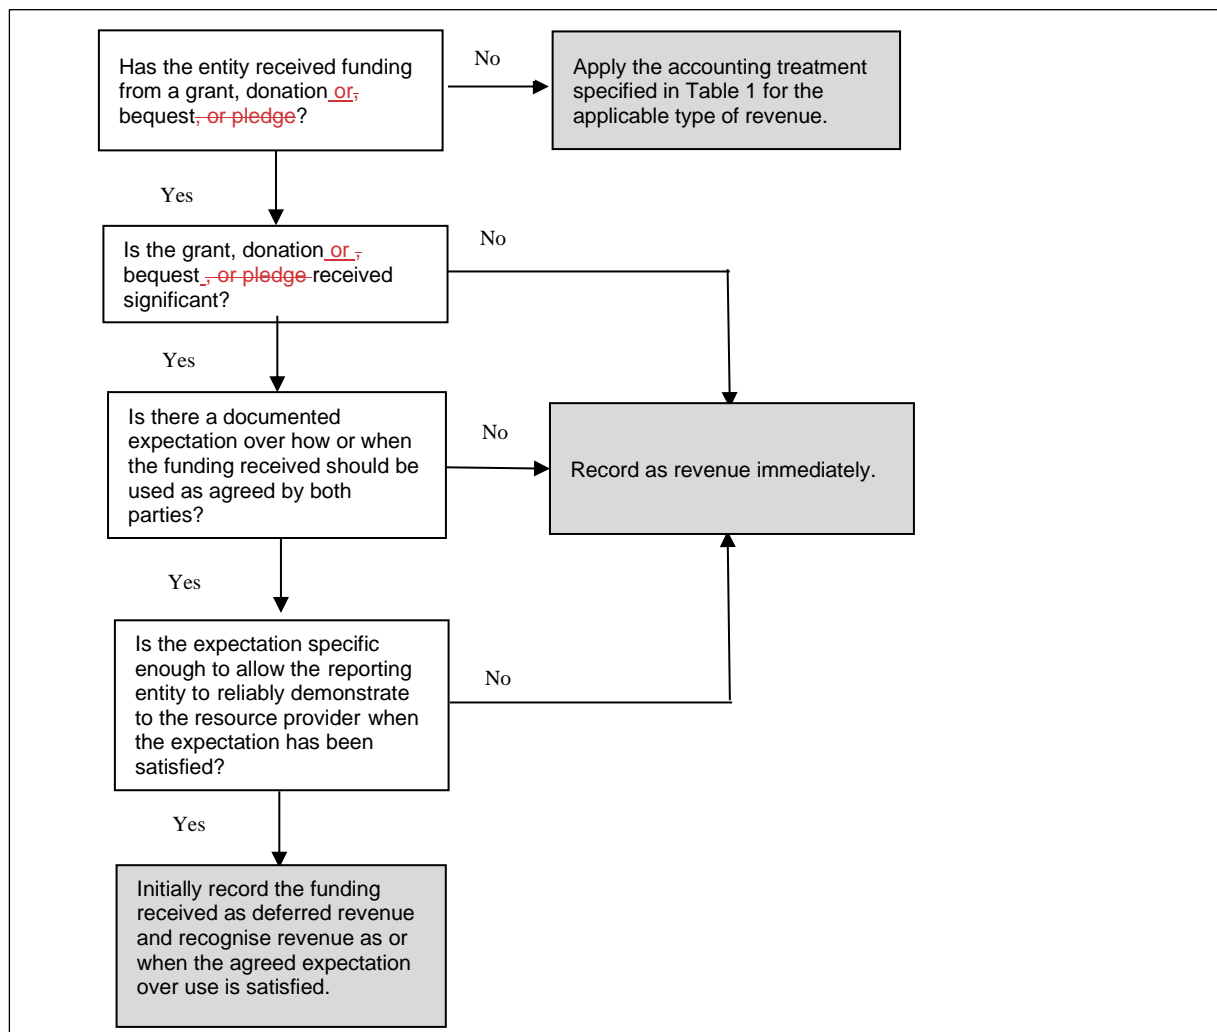 Has the entity received funding
from a grant, donation or,
bequest, or pledge?
No
Apply the accounting treatment
specified in Table 1 for the
applicable type of revenue.
Yes
Is the grant, donation or ,
bequest , or pledge received
significant?
No
Yes
Is there a documented
expectation over how or when
the funding received should be
used as agreed by both
parties?
No
Record as revenue immediately.
Yes
Is the expectation specific
enough to allow the reporting
entity to reliably demonstrate
to the resource provider when
the expectation has been
satisfied?
No
Yes
Initially record the funding
received as deferred revenue
and recognise revenue as or
when the agreed expectation
over use is satisfied.